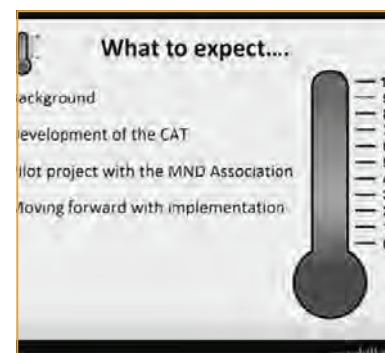 What to expect....
ackground
evelopment of the CAT
ilot project with the MND Association
Moving forward with implementation